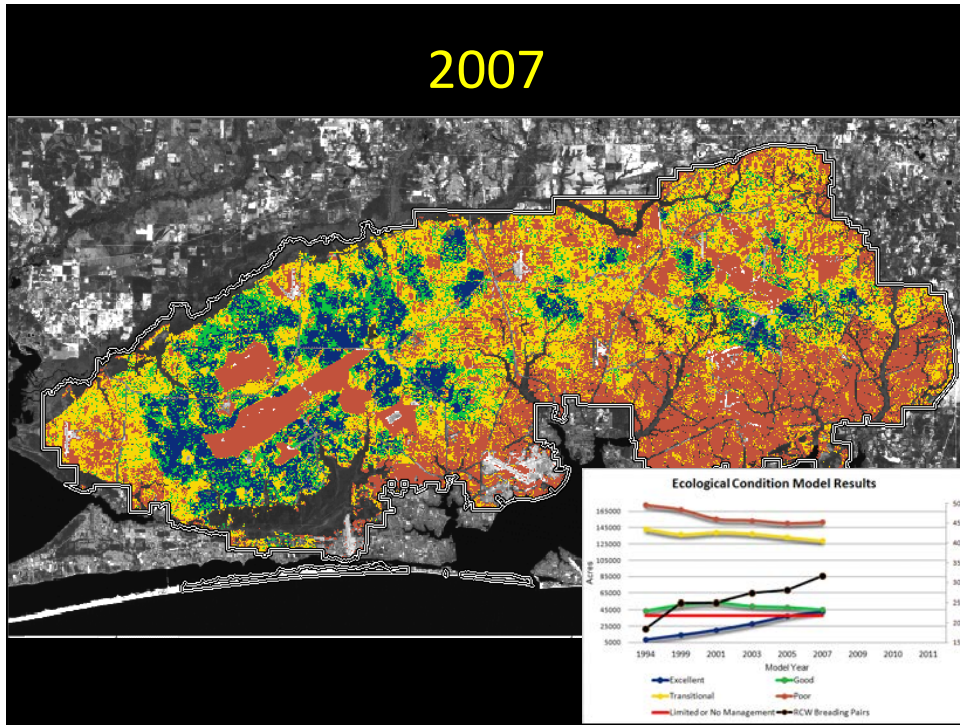 2007
Ecological Condition Model Results
165000
145000
125000
105000
85000
65000
45000
25000
5000
Acres
1994 1999 2001 2003 2005 2007 2009 2011
Model Year
Excellent Good
Transitional Poor
Limited or No Management RCW Breading Pairs